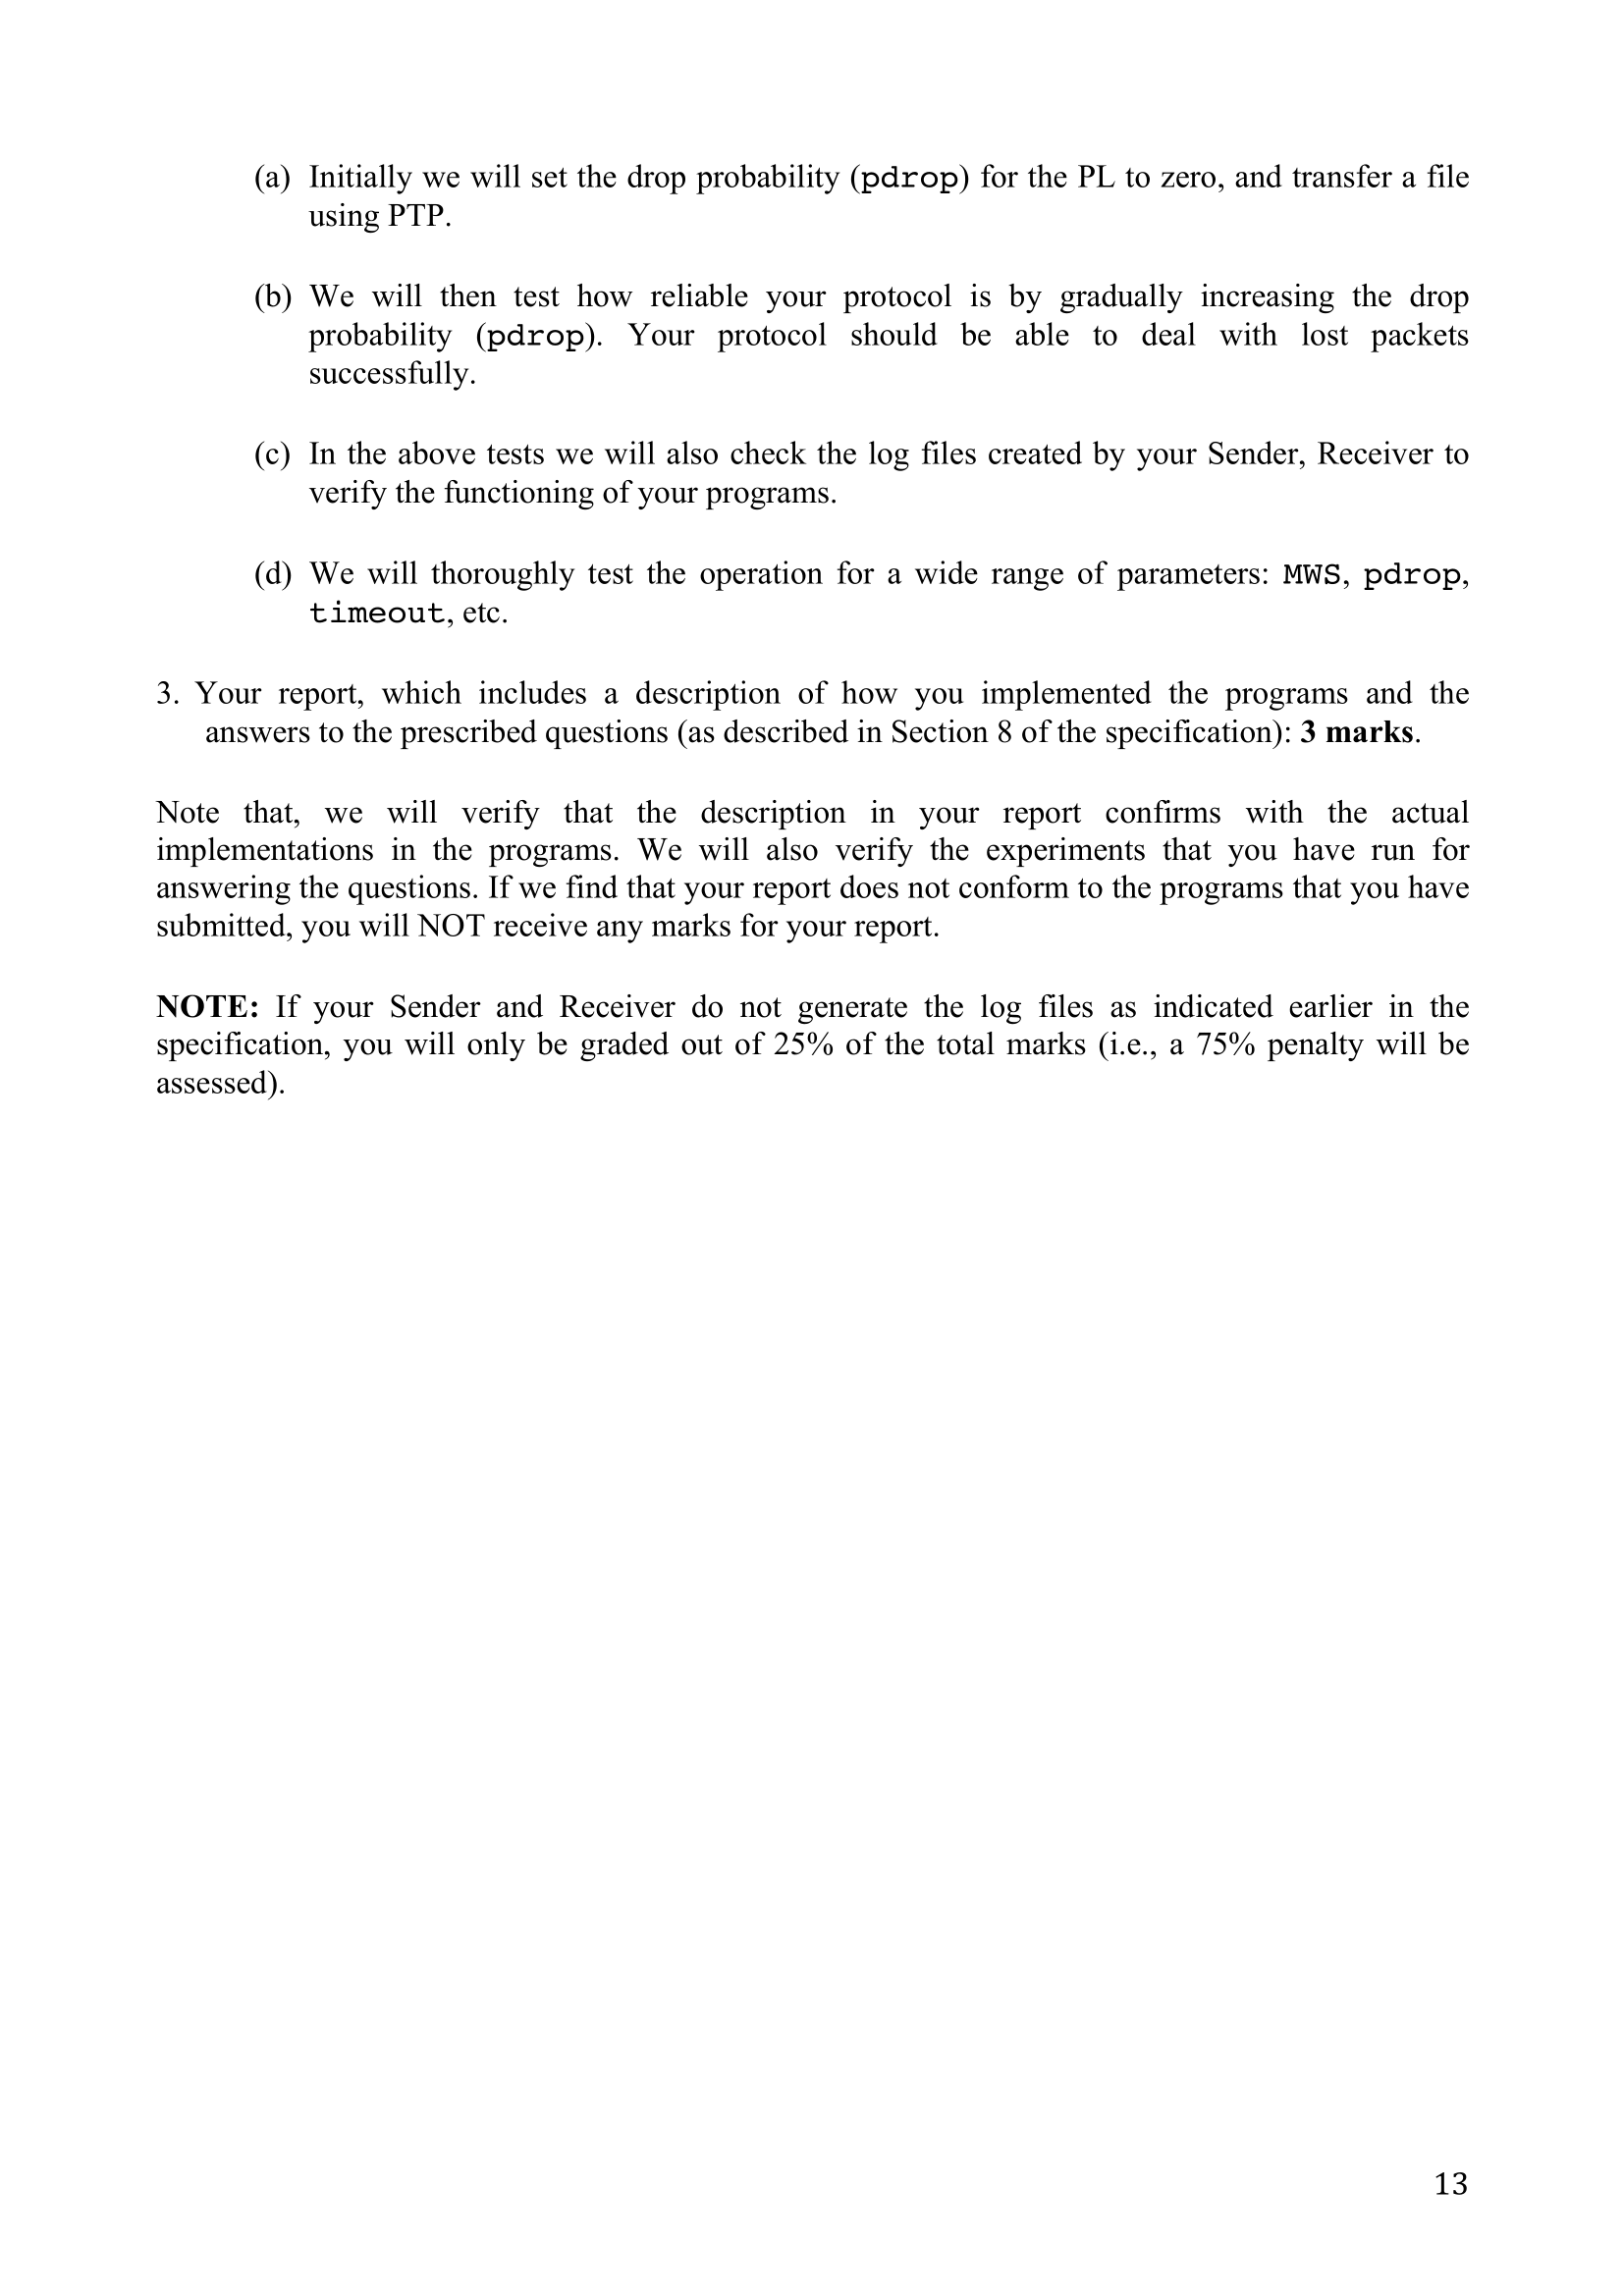 (a) Initially we will set the drop probability (pdrop) for the PL to zero, and transfer a file
using PTP.
(b) We will then test how reliable your protocol is by gradually increasing the drop
probability (pdrop). Your protocol should be able to deal with lost packets
successfully.
(c) In the above tests we will also check the log files created by your Sender, Receiver to
verify the functioning of your programs.
(d) We will thoroughly test the operation for a wide range of parameters: MWS, pdrop,
timeout, etc.
3. Your report, which includes a description of how you implemented the programs and the
answers to the prescribed questions (as described in Section 8 of the specification): 3 marks.
Note that, we will verify that the description in your report confirms with the actual
implementations in the programs. We will also verify the experiments that you have run for
answering the questions. If we find that your report does not conform to the programs that you have
submitted, you will NOT receive any marks for your report.
NOTE: If your Sender and Receiver do not generate the log files as indicated earlier in the
specification, you will only be graded out of 25% of the total marks (i.e., a 75% penalty will be
assessed).
13